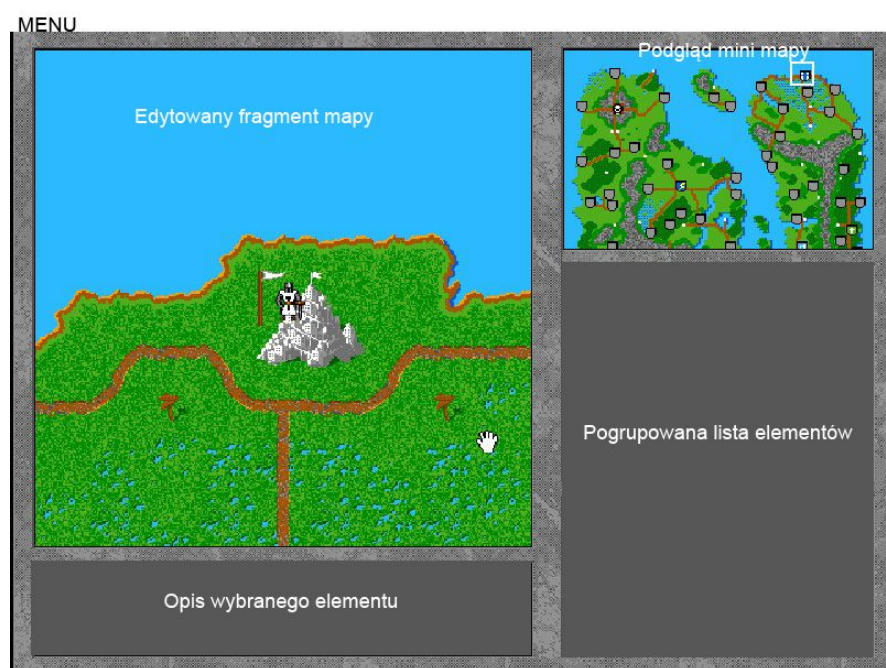 MENU
Podgląd mini mapy
Edytowany fragment mapy
Pogrupowana lista elementów
Opis wybranego elementu